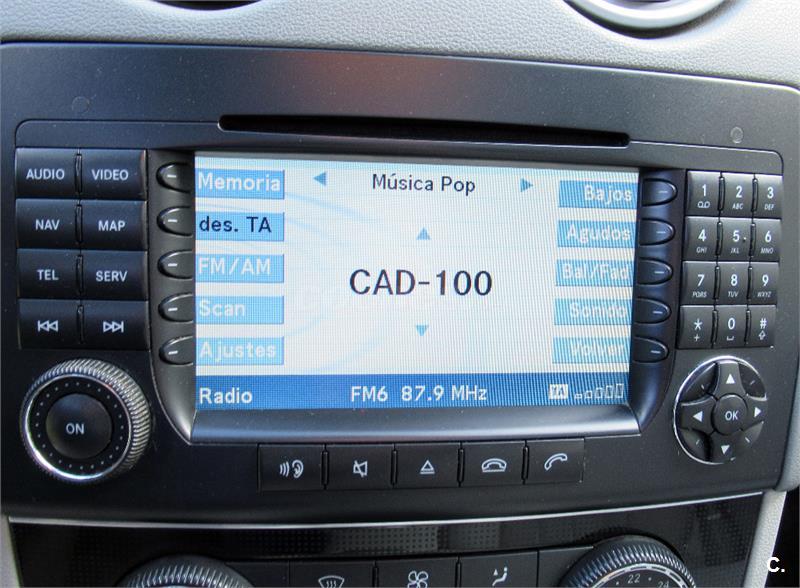 AUDIO VIDEO
NAV MAP
TEL SERV
ON
Memoria
des. TA
FM/AM
Scan
Ajustes
Música Pop
CAD-100
Bajos
Agudos
Bal/Fad
Sonido
Volver
Radio FM6 87.9 MHz TA
1 2 ABC 3 DEF
4 GHI 5 JKL 6 MNO
7 PQRS 8 TUV 9 WXYZ
* + 0 #
OK
22
C.